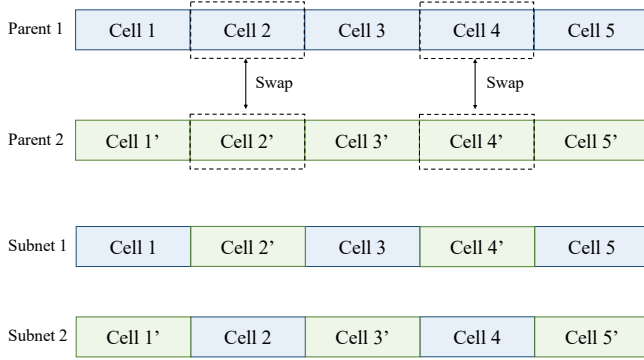 Parent 1 Cell 1 Cell 2 Cell 3 Cell 4 Cell 5
Swap Swap
Parent 2 Cell 1’ Cell 2’ Cell 3’ Cell 4’ Cell 5’
Subnet 1 Cell 1 Cell 2’ Cell 3 Cell 4’ Cell 5
Subnet 2 Cell 1’ Cell 2 Cell 3’ Cell 4 Cell 5’